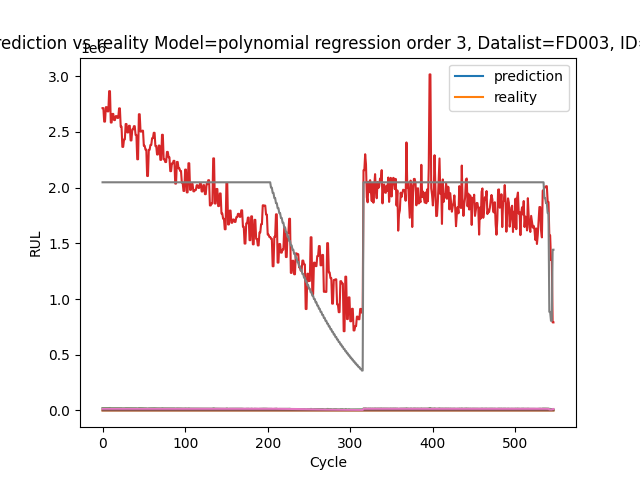 rediction vs reality Model=polynomial regression order 3, Datalist=FD003, ID=
1e6
3.0
2.5
2.0
1.5
1.0
0.5
0.0
RUL
prediction
reality
0 100 200 300 400 500
Cycle